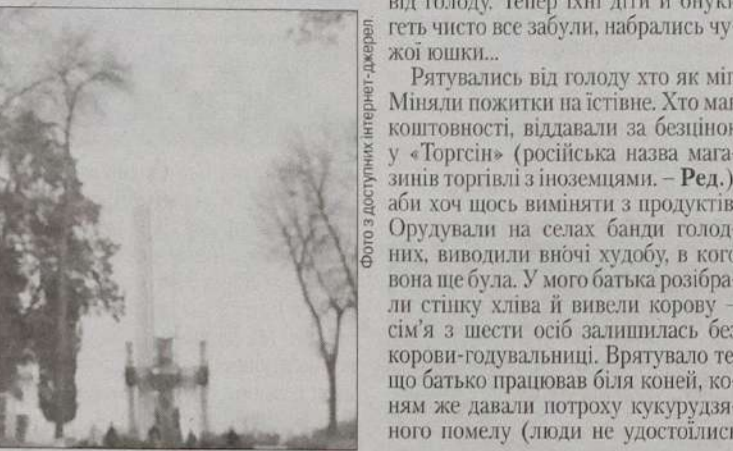 від голоду. Тепер їхні діти й онуки
геть чисто все забули, набрались чу-
жої юшки...
Рятувались від голоду хто як міг.
Міняли пожитки на їстівне. Хто мав
коштовності, віддавали за безцінок
у «Торгсін» (російська назва мага-
зинів торгівлі з іноземцями. – Ред.),
аби хоч щось виміняти з продуктів.
Орудували на селах банди голод-
них, виводили вночі худобу, в кого
вона ще була. У мого батька розібра-
ли стінку хліва й вивели корову –
сім'я з шести осіб залишилась без
корови-годувальниці. Врятувало те,
що батько працював біля коней, ко-
ням же давали потроху кукурудзя-
ного помелу (люди не удостоїлись
Фото з доступних інтернет-джерел.